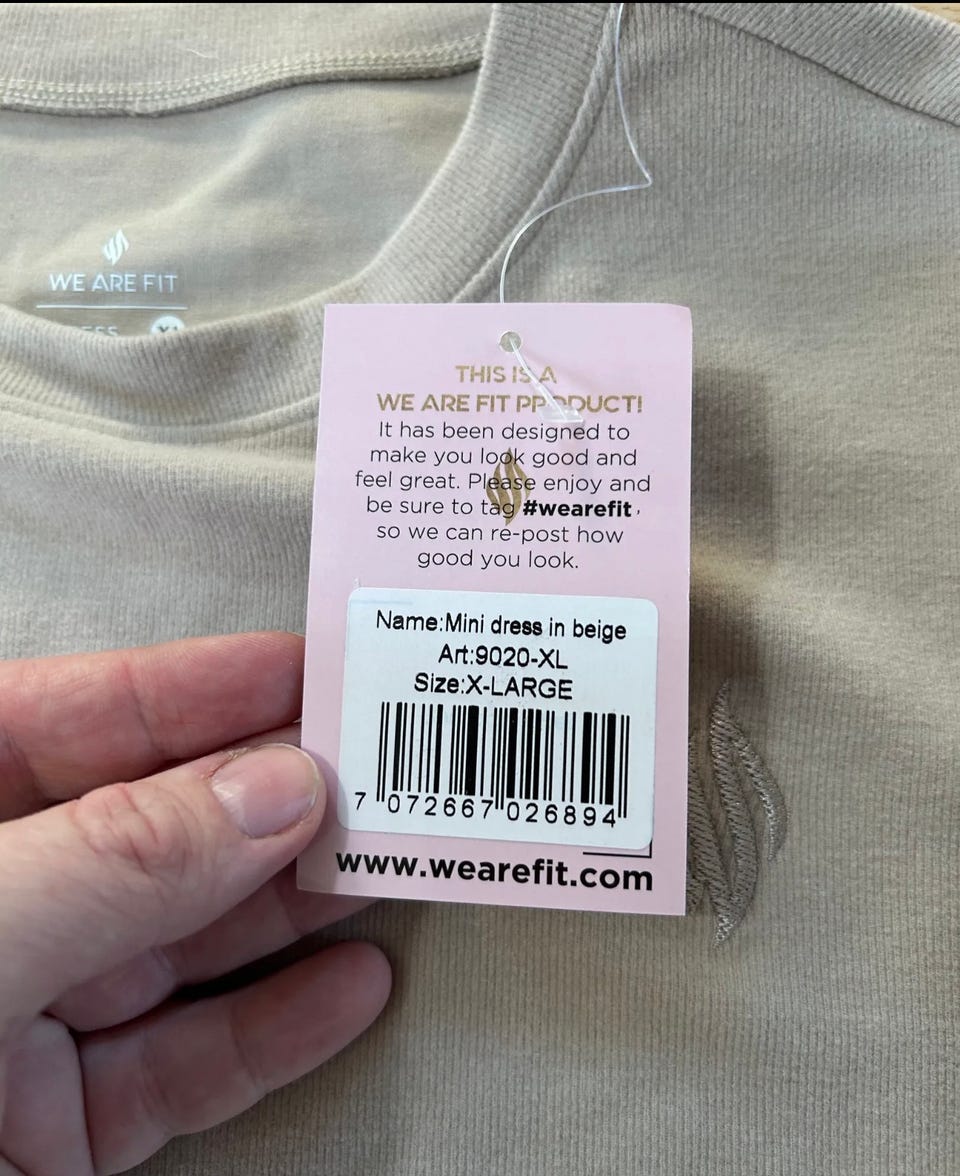 WE ARE FIT
THIS IS A
WE ARE FIT PRODUCT!
It has been designed to
make you look good and
feel great. Please enjoy and
be sure to tag #wearefit,
so we can re-post how
good you look.
Name:Mini dress in beige
Art:9020-XL
Size:X-LARGE
7 072667 026894
www.wearefit.com